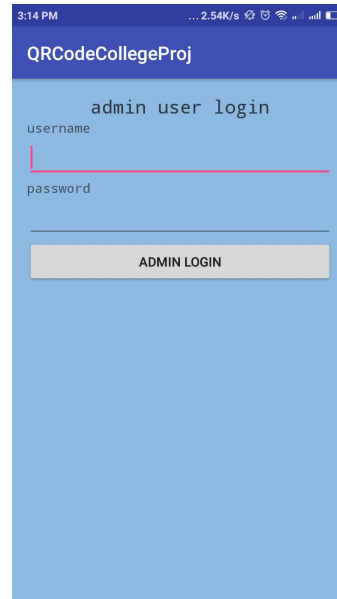 3:14 PM ... 2.54K/s
QRCodeCollegeProj
admin user login
username
password
ADMIN LOGIN